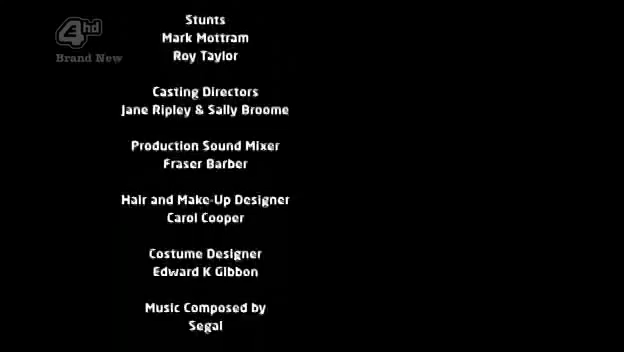 4hd
Brand New
Stunts
Mark Mottram
Roy Taylor
Casting Directors
Jane Ripley & Sally Broome
Production Sound Mixer
Fraser Barber
Hair and Make-Up Designer
Carol Cooper
Costume Designer
Edward K Gibbon
Music Composed by
Segal